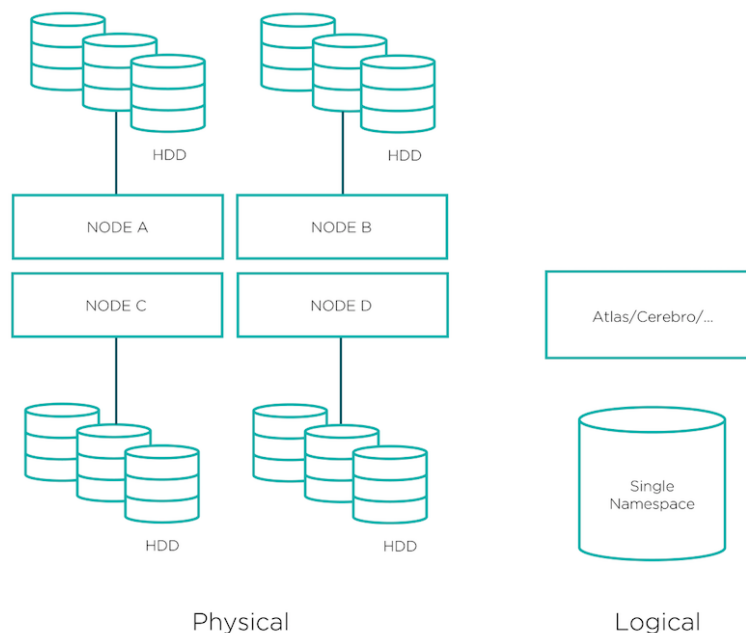 HDD
HDD
NODE A
NODE B
NODE C
NODE D
Atlas/Cerebro/...
Single
Namespace
HDD
HDD
Physical
Logical